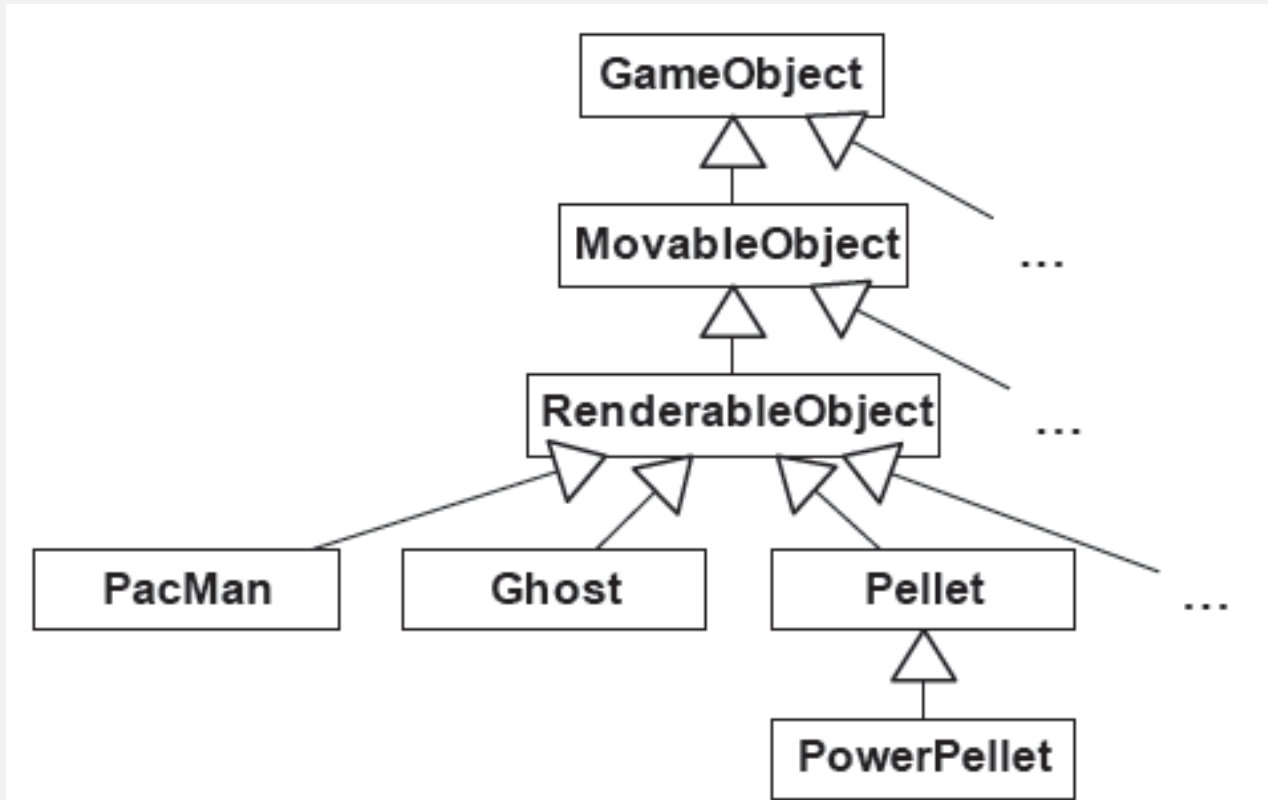 GameObject
MovableObject
...
RenderableObject
...
PacMan
Ghost
Pellet
...
PowerPellet